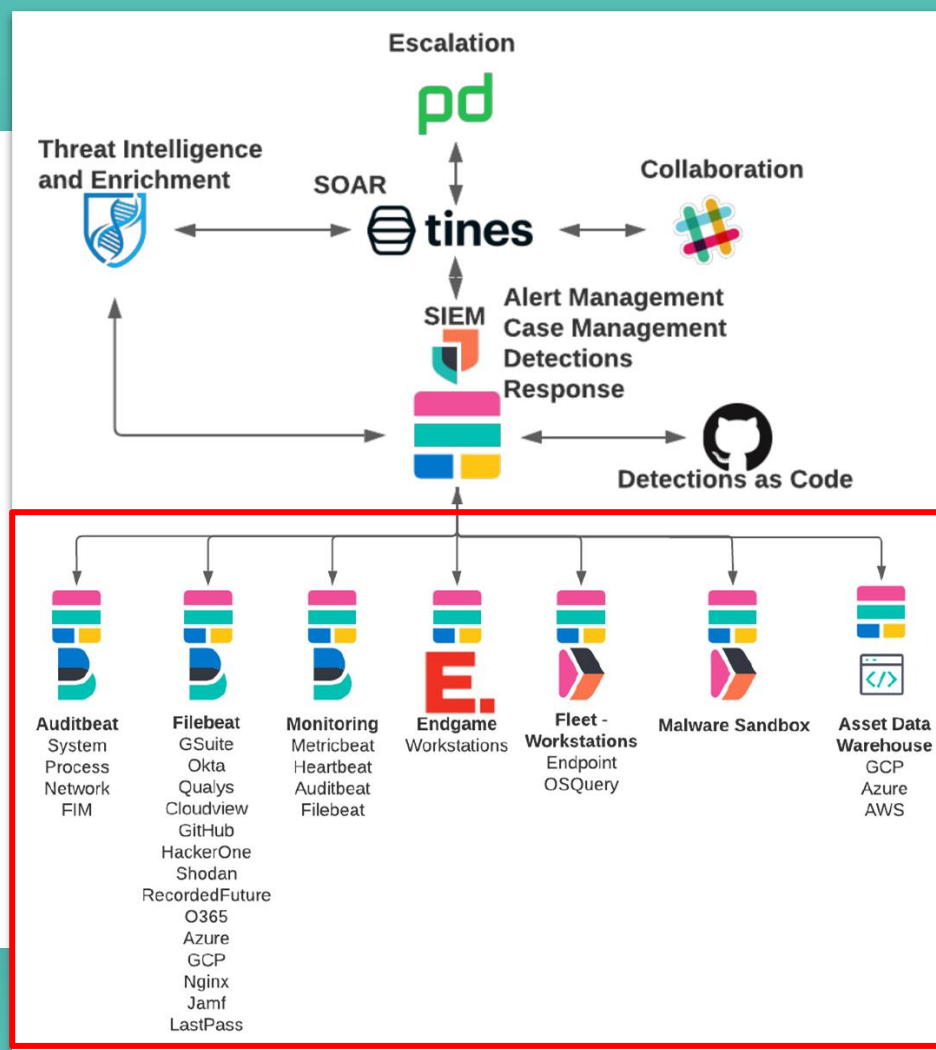 Escalation
pd
Threat Intelligence
and Enrichment
SOAR
tines
Collaboration
SIEM
Alert Management
Case Management
Detections
Response
Detections as Code
Auditbeat
System
Process
Network
FIM
Filebeat
GSuite
Okta
Qualys
Cloudview
GitHub
HackerOne
Shodan
RecordedFuture
O365
Azure
GCP
Nginx
Jamf
LastPass
Monitoring
Metricbeat
Heartbeat
Auditbeat
Filebeat
E.
Endgame
Workstations
Fleet -
Workstations
Endpoint
OSQuery
Malware Sandbox
</>
Asset Data
Warehouse
GCP
Azure
AWS